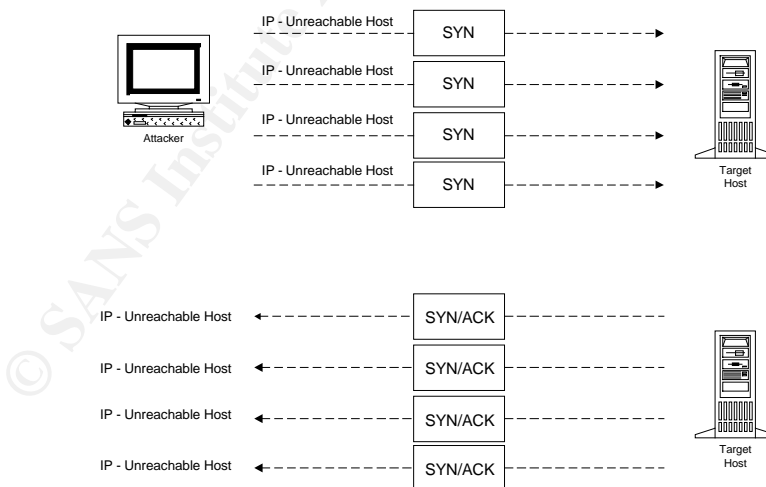 IP - Unreachable Host SYN
IP - Unreachable Host SYN
IP - Unreachable Host SYN
IP - Unreachable Host SYN
Attacker
Target
Host
IP - Unreachable Host SYN/ACK
IP - Unreachable Host SYN/ACK
IP - Unreachable Host SYN/ACK
IP - Unreachable Host SYN/ACK
Target
Host
© SANS Institute